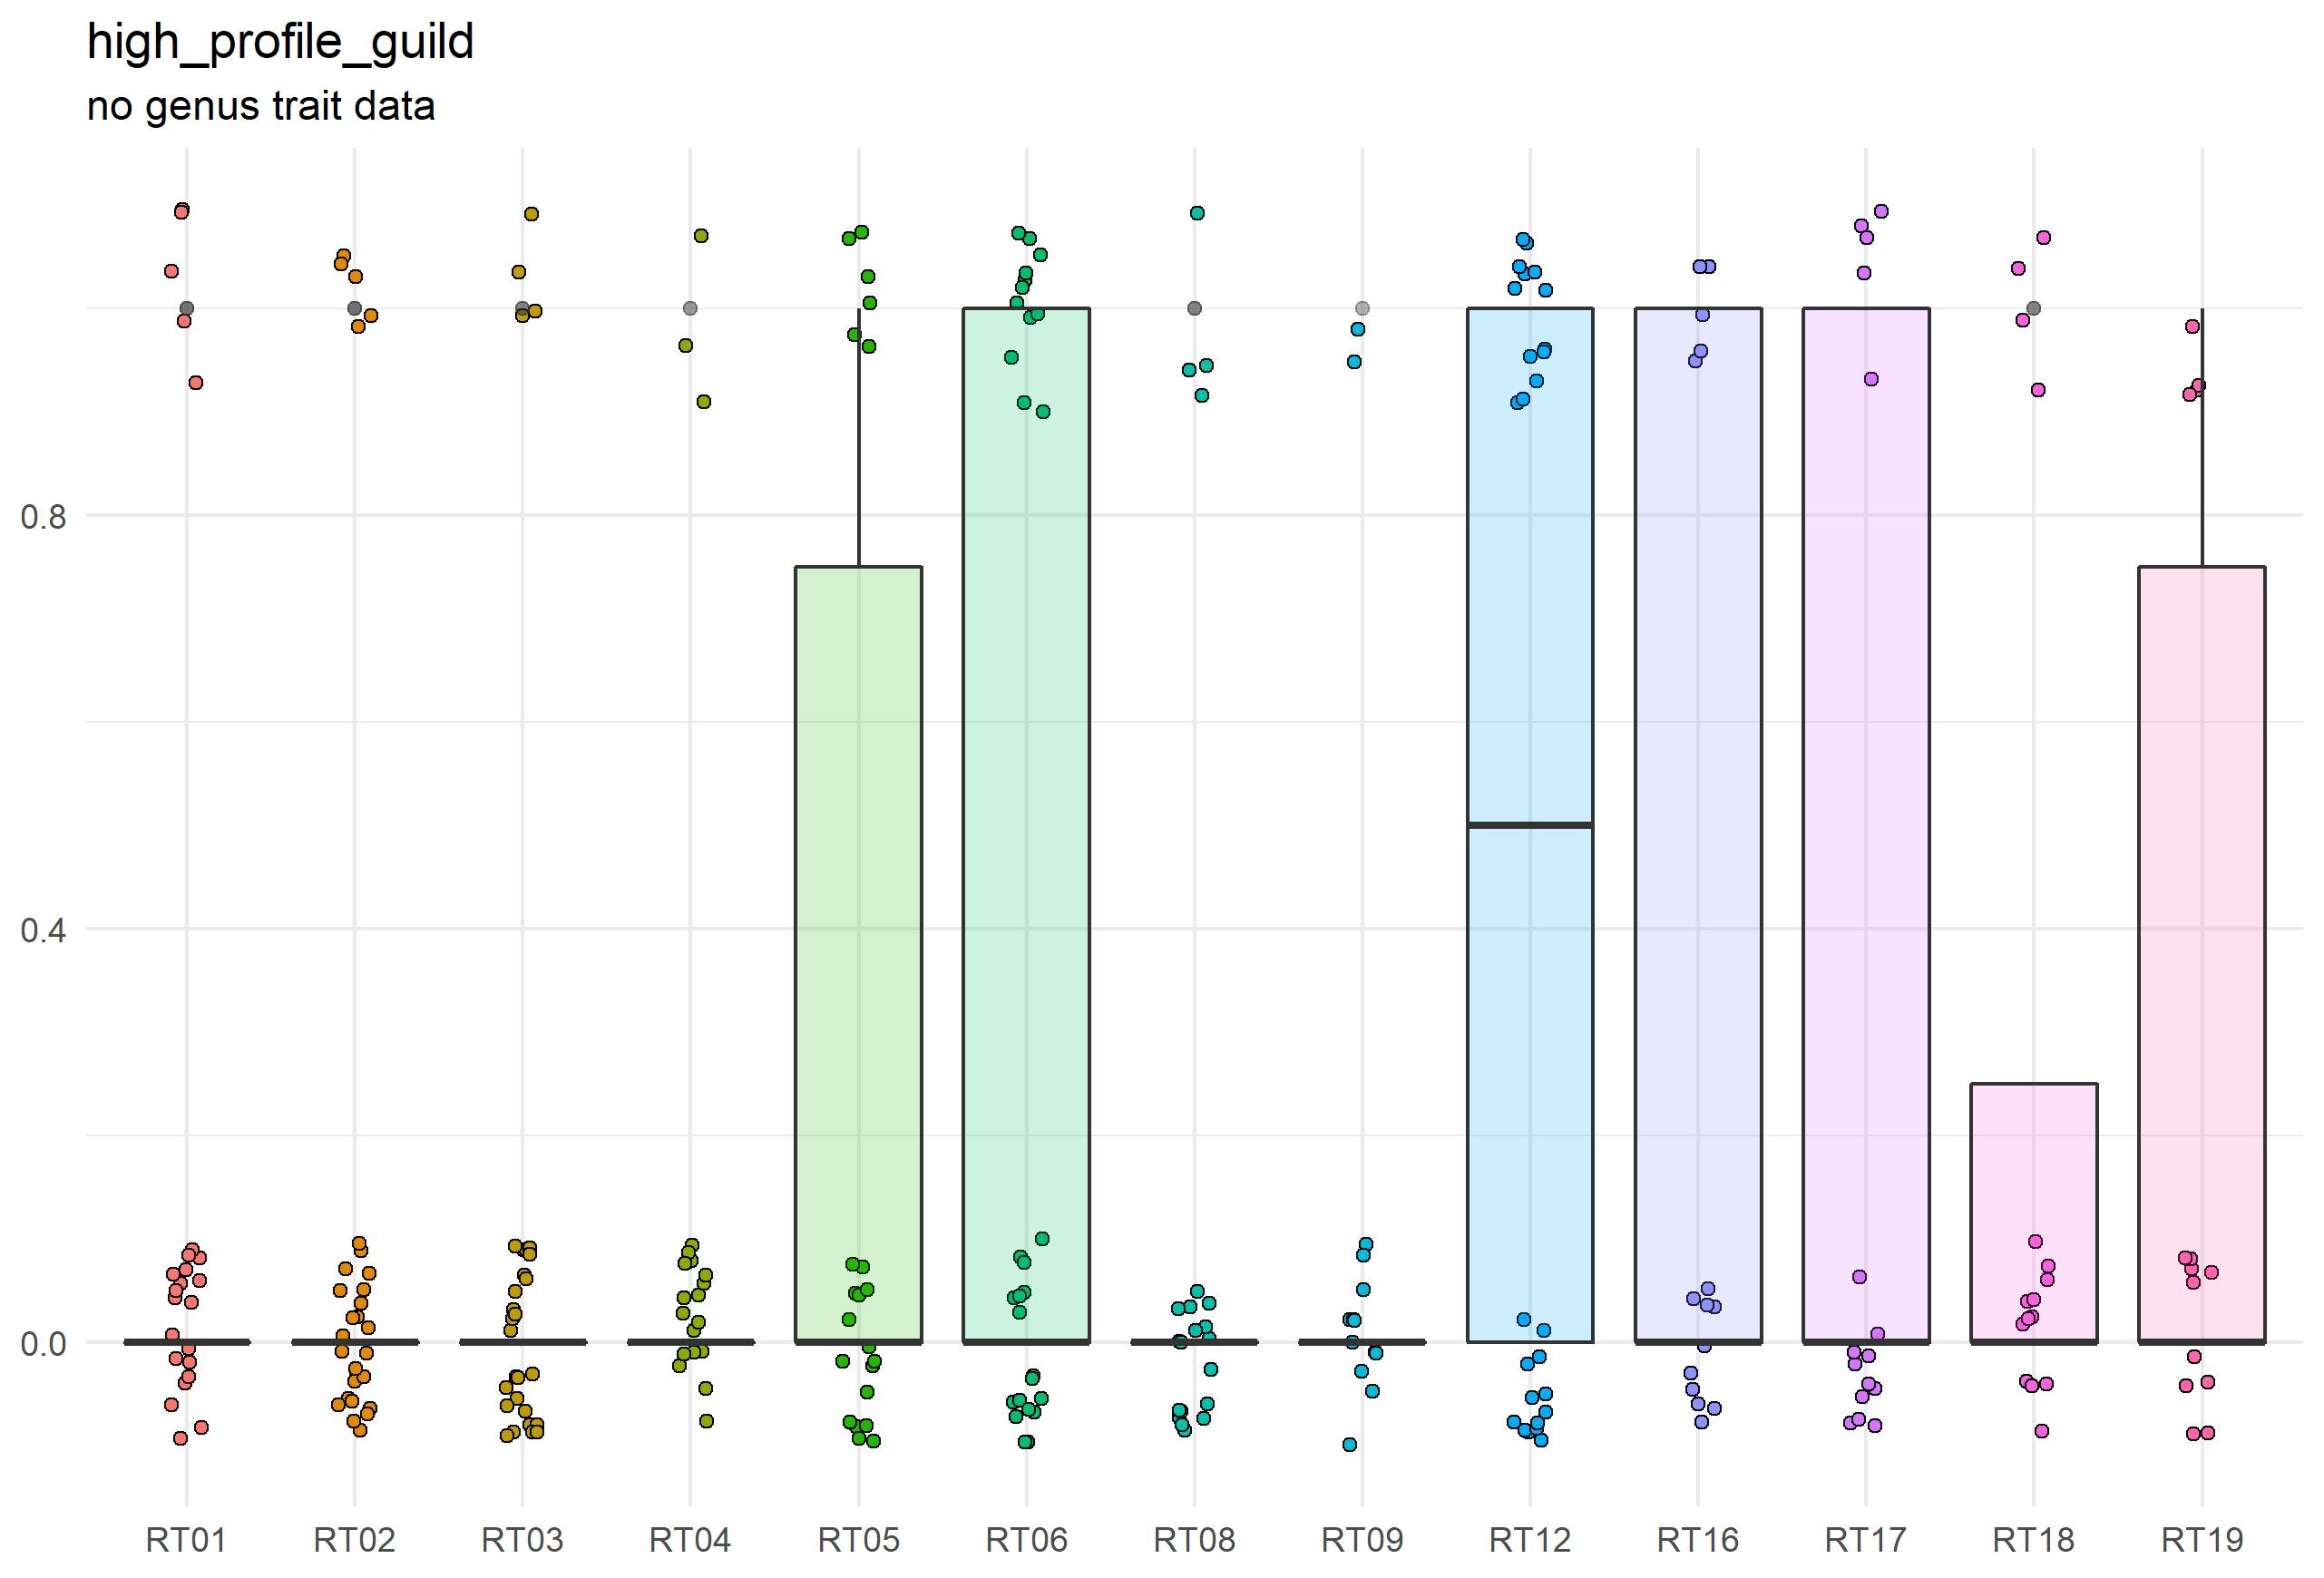 high_profile_guild
no genus trait data
0.8
0.4
0.0
RT01 RT02 RT03 RT04 RT05 RT06 RT08 RT09 RT12 RT16 RT17 RT18 RT19